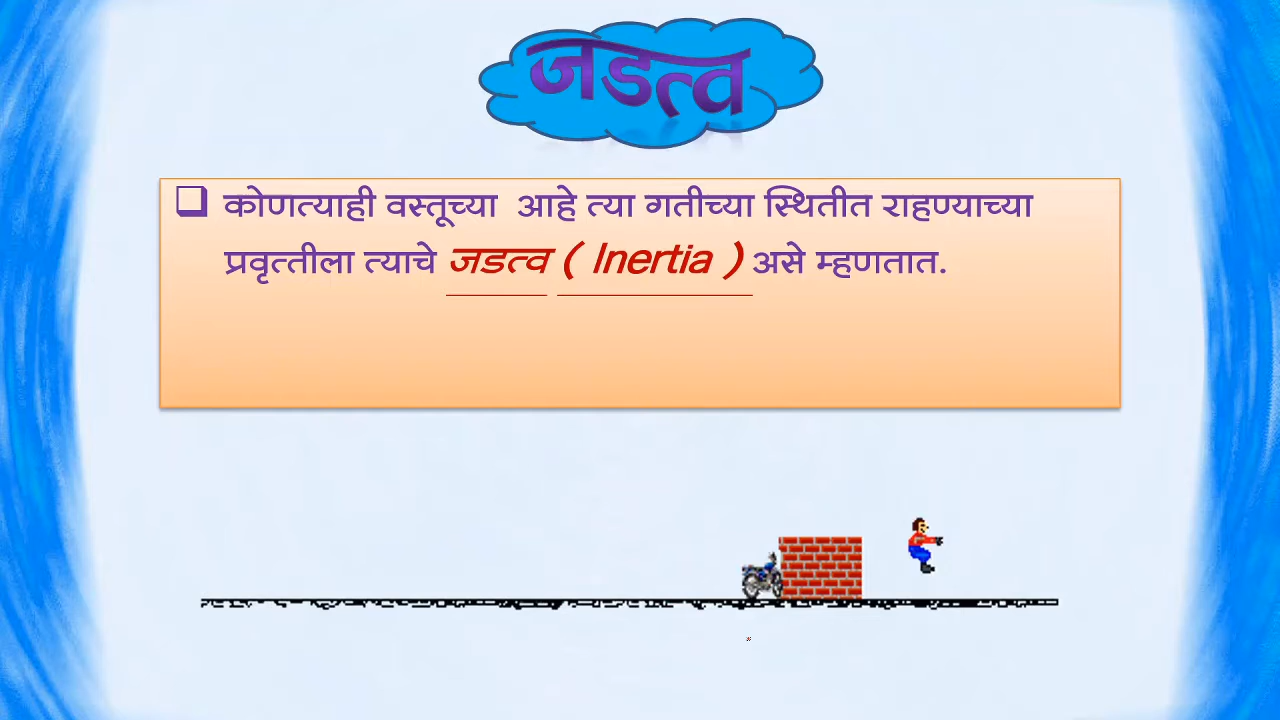 जडत्व
कोणत्याही वस्तूच्या आहे त्या गतीच्या स्थितीत राहण्याच्या
प्रवृत्तीला त्याचे जडत्व ( Inertia ) असे म्हणतात.